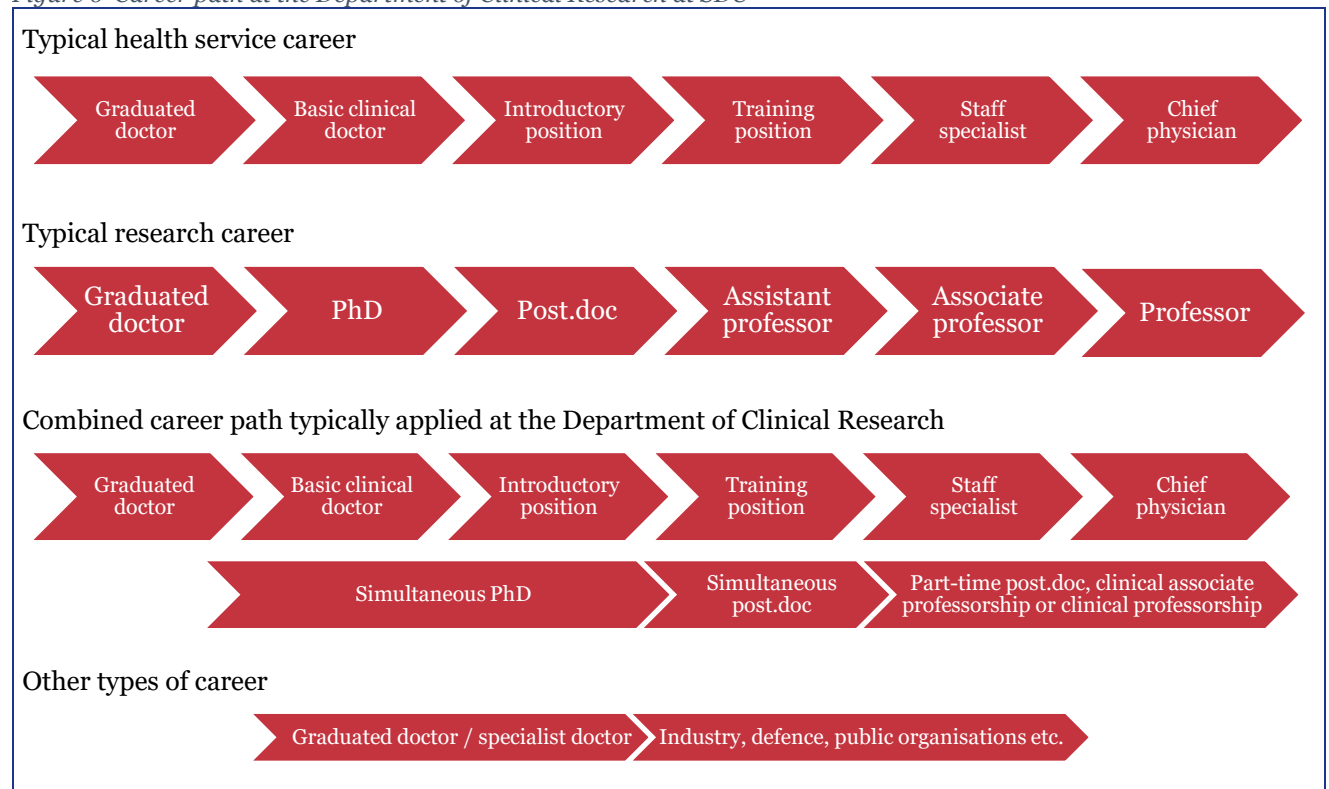 Typical health service career
Graduated
doctor
Basic clinical
doctor
Introductory
position
Training
position
Staff
specialist
Chief
physician
Typical research career
Graduated
doctor
PhD
Post.doc
Assistant
professor
Associate
professor
Professor
Combined career path typically applied at the Department of Clinical Research
Graduated
doctor
Basic clinical
doctor
Introductory
position
Training
position
Staff
specialist
Chief
physician
Simultaneous PhD
Simultaneous
post.doc
Part-time post.doc, clinical associate
professorship or clinical professorship
Other types of career
Graduated doctor / specialist doctor
Industry, defence, public organisations etc.